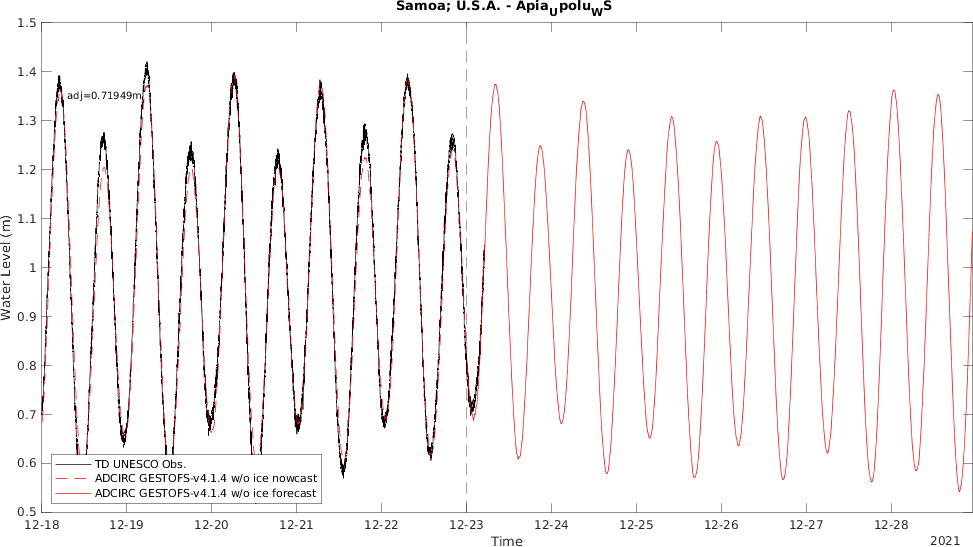 Samoa; U.S.A. - ApiaUpoluWS
1.5
1.4
1.3
1.2
1.1
1
0.9
0.8
0.7
0.6
0.5
Water Level (m)
adj=0.71949m
TD UNESCO Obs.
ADCIRC GESTOFS-v4.1.4 w/o ice nowcast
ADCIRC GESTOFS-v4.1.4 w/o ice forecast
12-18 12-19 12-20 12-21 12-22 12-23 12-24 12-25 12-26 12-27 12-28
Time
2021